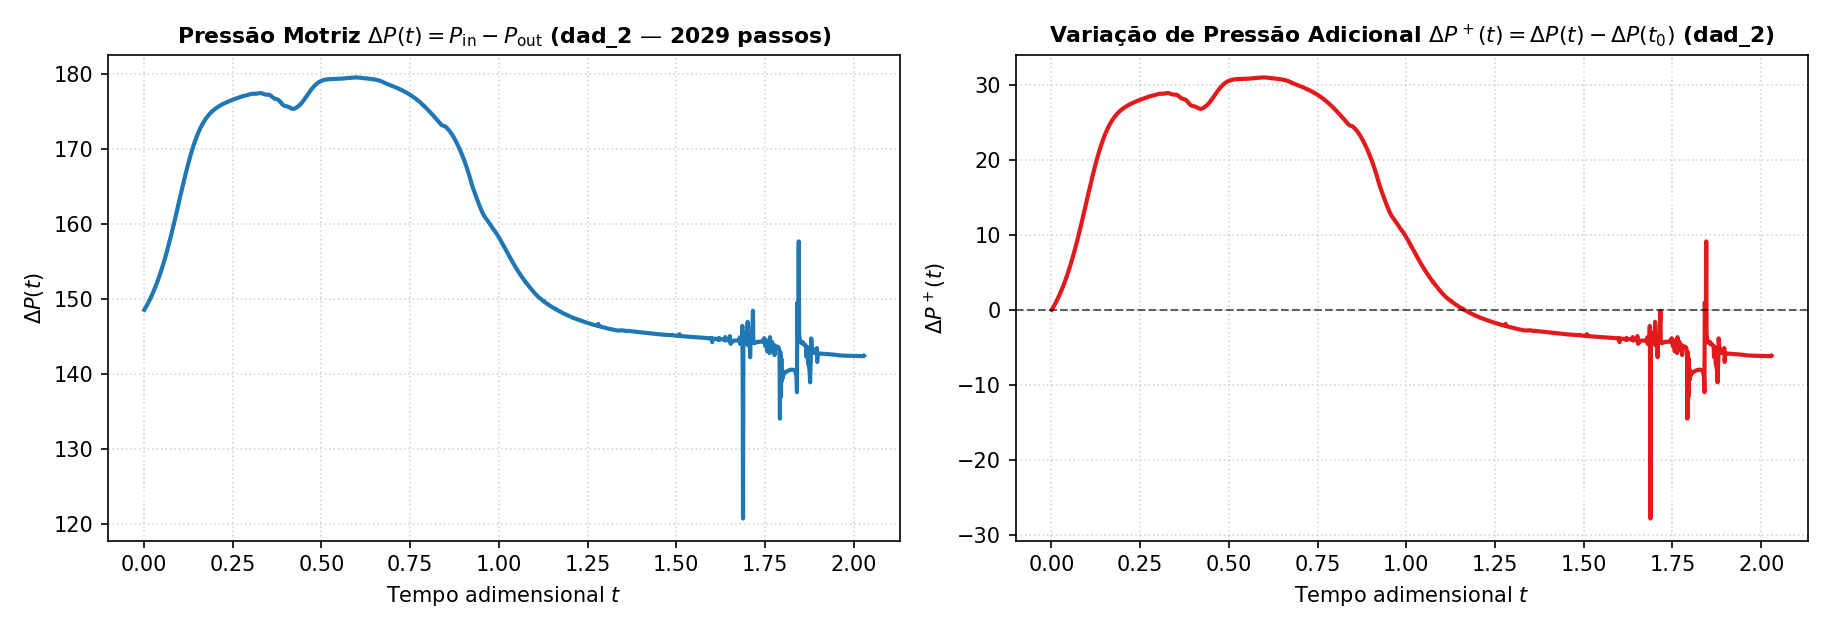 Pressão Motriz ΔP(t) = P_in − P_out (dad_2 — 2029 passos)
180
170
160
150
140
130
120
ΔP(t)
0.00 0.25 0.50 0.75 1.00 1.25 1.50 1.75 2.00
Tempo adimensional t
Variação de Pressão Adicional ΔP⁺(t) = ΔP(t) − ΔP(t₀) (dad_2)
30
20
10
0
−10
−20
−30
ΔP⁺(t)
0.00 0.25 0.50 0.75 1.00 1.25 1.50 1.75 2.00
Tempo adimensional t